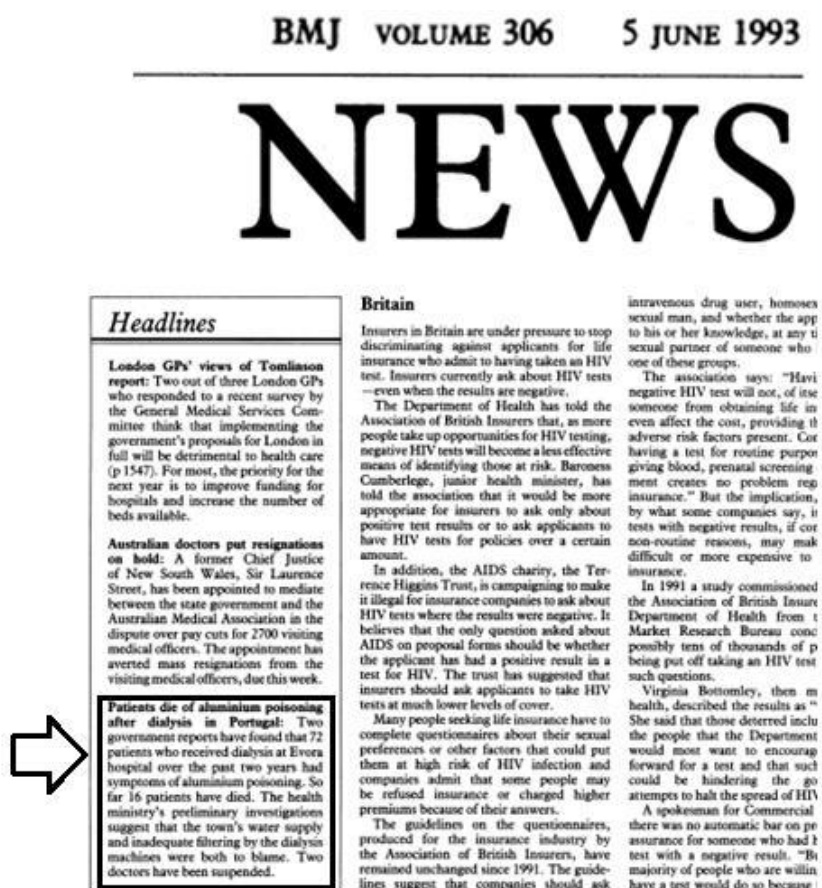 BMJ VOLUME 306 5 JUNE 1993
NEWS
Headlines
London GPs' views of Tomlinson
report: Two out of three London GPs
who responded to a recent survey by
the General Medical Services Com-
mittee think that implementing the
government's proposals for London in
full will be detrimental to health care
(p 1547). For most, the priority for the
next year is to improve funding for
hospitals and increase the number of
beds available.
Australian doctors put resignations
on hold: A former Chief Justice
of New South Wales, Sir Laurence
Street, has been appointed to mediate
between the state government and the
Australian Medical Association in the
dispute over pay cuts for 2700 visiting
medical officers. The appointment has
averted mass resignations from the
visiting medical officers, due this week.
Patients die of aluminium poisoning
after dialysis in Portugal: Two
government reports have found that 72
patients who received dialysis at Evora
hospital over the past two years had
symptoms of aluminium poisoning. So
far 16 patients have died. The health
ministry's preliminary investigations
suggest that the town's water supply
and inadequate filtering by the dialysis
machines were both to blame. Two
doctors have been suspended.
Britain
Insurers in Britain are under pressure to stop
discriminating against applicants for life
insurance who admit to having taken an HIV
test. Insurers currently ask about HIV tests
—even when the results are negative.
The Department of Health has told the
Association of British Insurers that, as more
people take up opportunities for HIV testing,
negative HIV tests will become a less effective
means of identifying those at risk. Baroness
Cumberlege, junior health minister, has
told the association that it would be more
appropriate for insurers to ask only about
positive test results or to ask applicants to
have HIV tests for policies over a certain
amount.
In addition, the AIDS charity, the Ter-
rence Higgins Trust, is campaigning to make
it illegal for insurance companies to ask about
HIV tests where the results were negative. It
believes that the only question asked about
AIDS on proposal forms should be whether
the applicant has had a positive result in a
test for HIV. The trust has suggested that
insurers should ask applicants to take HIV
tests at much lower levels of cover.
Many people seeking life insurance have to
complete questionnaires about their sexual
preferences or other factors that could put
them at high risk of HIV infection and
companies admit that some people may
be refused insurance or charged higher
premiums because of their answers.
The guidelines on the questionnaires,
produced for the insurance industry by
the Association of British Insurers, have
remained unchanged since 1991. The guide-
lines suggest that companies should ask
intravenous drug user, homosex
sexual man, and whether the app
to his or her knowledge, at any ti
sexual partner of someone who
one of these groups.
The association says: "Havi
negative HIV test will not, of itse
someone from obtaining life in
even affect the cost, providing th
adverse risk factors present. Cor
having a test for routine purpos
giving blood, prenatal screening
ment creates no problem reg
insurance." But the implication,
by what some companies say, is
tests with negative results, if cor
non-routine reasons, may mak
difficult or more expensive to
insurance.
In 1991 a study commissioned
the Association of British Insure
Department of Health from t
Market Research Bureau conc
possibly tens of thousands of p
being put off taking an HIV test
such questions.
Virginia Bottomley, then m
health, described the results as "
She said that those deterred inclu
the people that the Department
would most want to encourag
forward for a test and that such
could be hindering the go
attempts to halt the spread of HIV
A spokesman for Commercial
there was no automatic bar on pe
assurance for someone who had h
test with a negative result. "Bu
majority of people who are willin
have a test would do so because